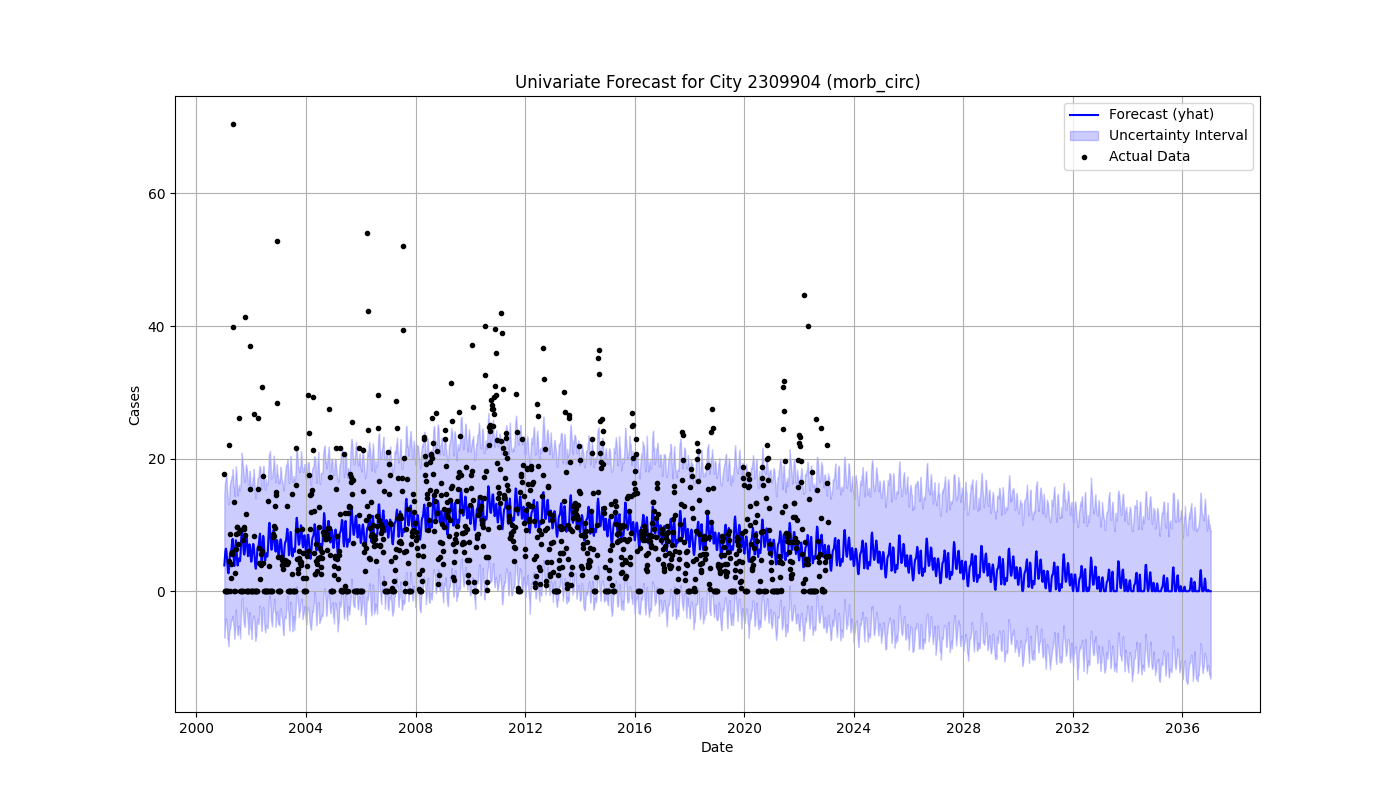 Univariate Forecast for City 2309904 (morb_circ)
Forecast (yhat)
Uncertainty Interval
Actual Data
60
40
20
0
Cases
2000 2004 2008 2012 2016 2020 2024 2028 2032 2036
Date